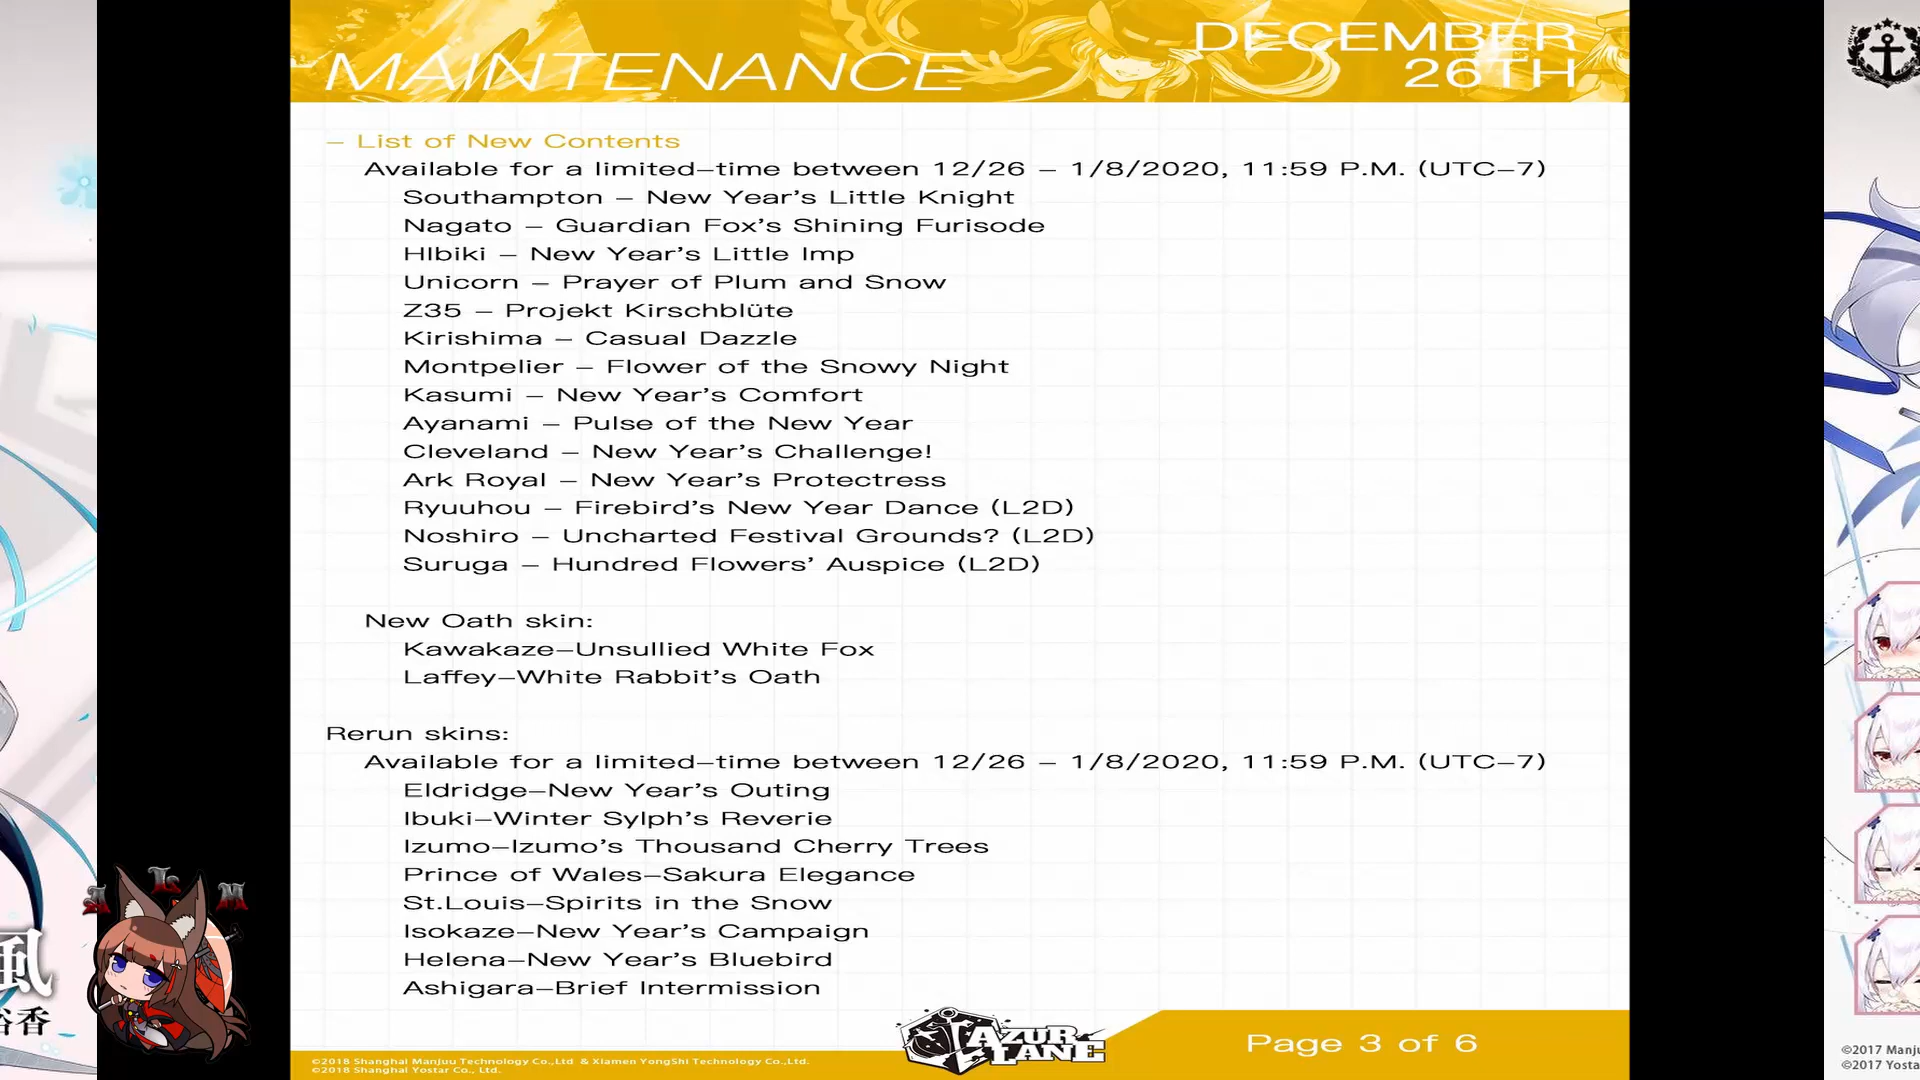 MAINTENANCE
DECEMBER
26TH
– List of New Contents
Available for a limited–time between 12/26 – 1/8/2020, 11:59 P.M. (UTC–7)
Southampton – New Year's Little Knight
Nagato – Guardian Fox's Shining Furisode
HIbiki – New Year's Little Imp
Unicorn – Prayer of Plum and Snow
Z35 – Projekt Kirschblüte
Kirishima – Casual Dazzle
Montpelier – Flower of the Snowy Night
Kasumi – New Year's Comfort
Ayanami – Pulse of the New Year
Cleveland – New Year's Challenge!
Ark Royal – New Year's Protectress
Ryuuhou – Firebird's New Year Dance (L2D)
Noshiro – Uncharted Festival Grounds? (L2D)
Suruga – Hundred Flowers' Auspice (L2D)
New Oath skin:
Kawakaze–Unsullied White Fox
Laffey–White Rabbit's Oath
Rerun skins:
Available for a limited–time between 12/26 – 1/8/2020, 11:59 P.M. (UTC–7)
Eldridge–New Year's Outing
Ibuki–Winter Sylph's Reverie
Izumo–Izumo's Thousand Cherry Trees
Prince of Wales–Sakura Elegance
St.Louis–Spirits in the Snow
Isokaze–New Year's Campaign
Helena–New Year's Bluebird
Ashigara–Brief Intermission
AZUR
LANE
Page 3 of 6
©2018 Shanghai Manjuu Technology Co.,Ltd & Xiamen YongShi Technology Co.,Ltd.
©2018 Shanghai Yostar Co., Ltd.
風
香
©2017 Manju
©2017 Yosta